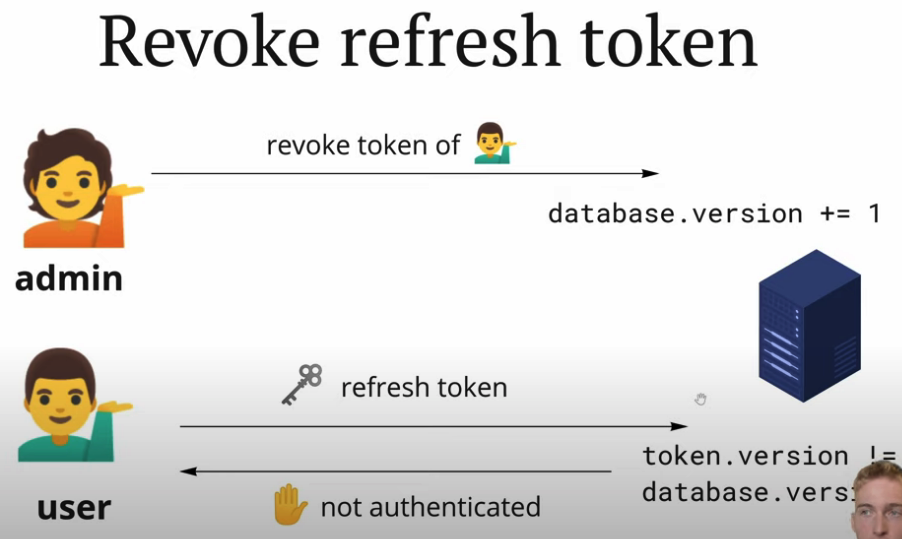 Revoke refresh token
revoke token of
database.version += 1
admin
refresh token
token.version !=
database.versi
not authenticated
user